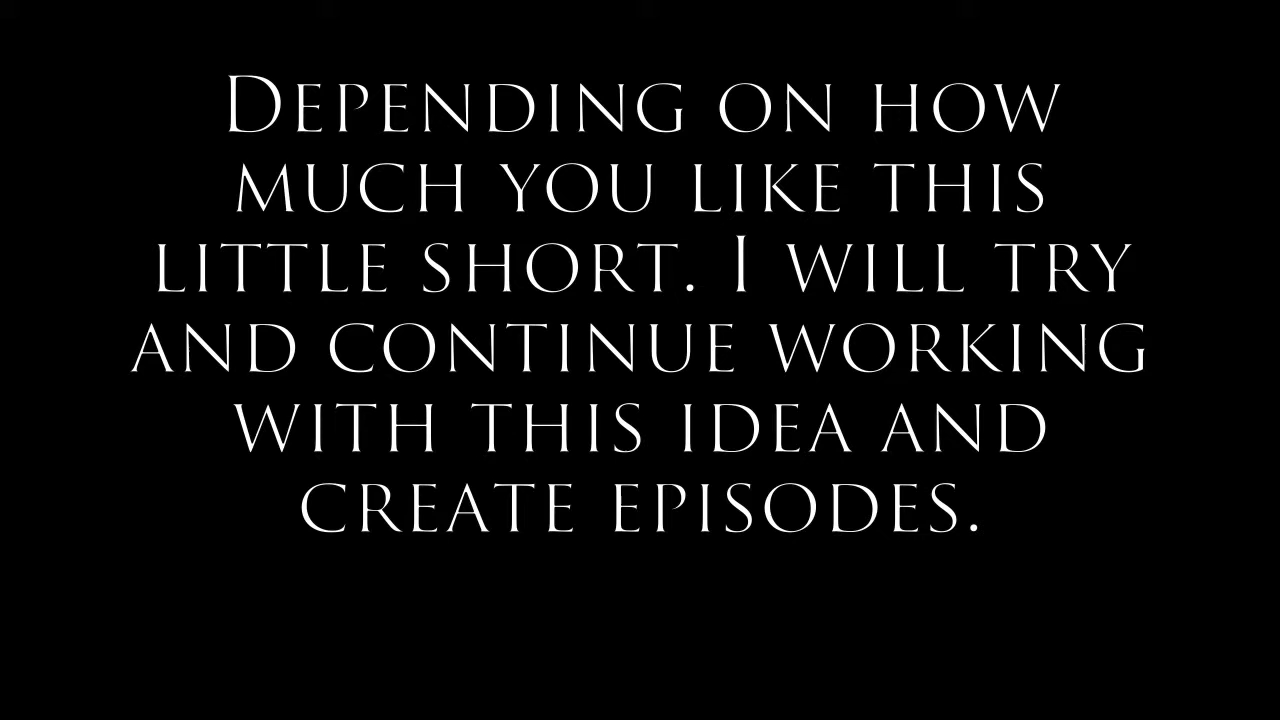 Depending on how
much you like this
little short. I will try
and continue working
with this idea and
create episodes.